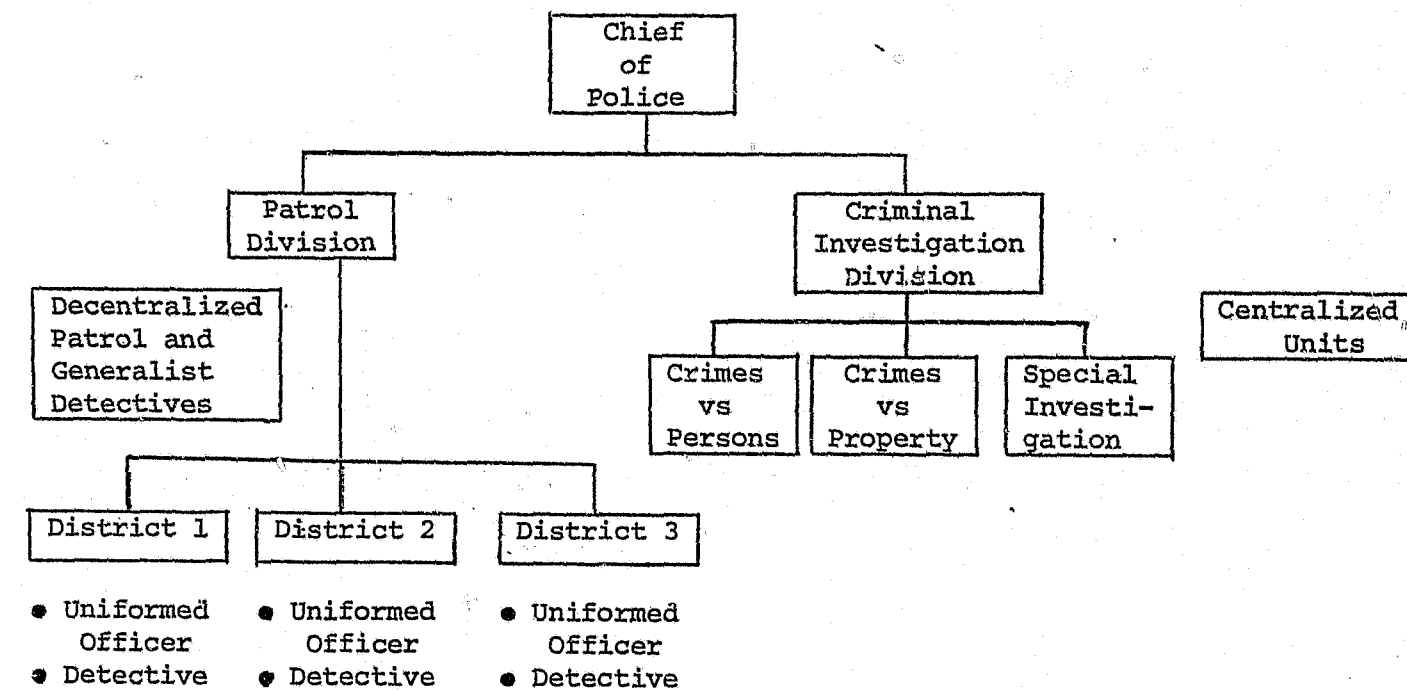 Chief
of
Police
Patrol
Division
Criminal
Investigation
Division
Decentralized
Patrol and
Generalist
Detectives
Centralized
Units
Crimes
vs
Persons
Crimes
vs
Property
Special
Investi-
gation
District 1
District 2
District 3
• Uniformed
Officer
• Detective
• Uniformed
Officer
• Detective
• Uniformed
Officer
• Detective